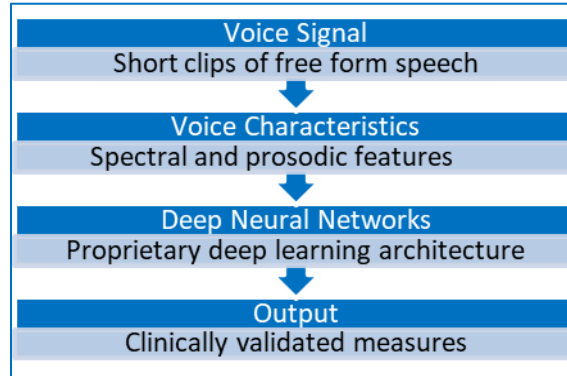 Voice Signal
Short clips of free form speech
Voice Characteristics
Spectral and prosodic features
Deep Neural Networks
Proprietary deep learning architecture
Output
Clinically validated measures